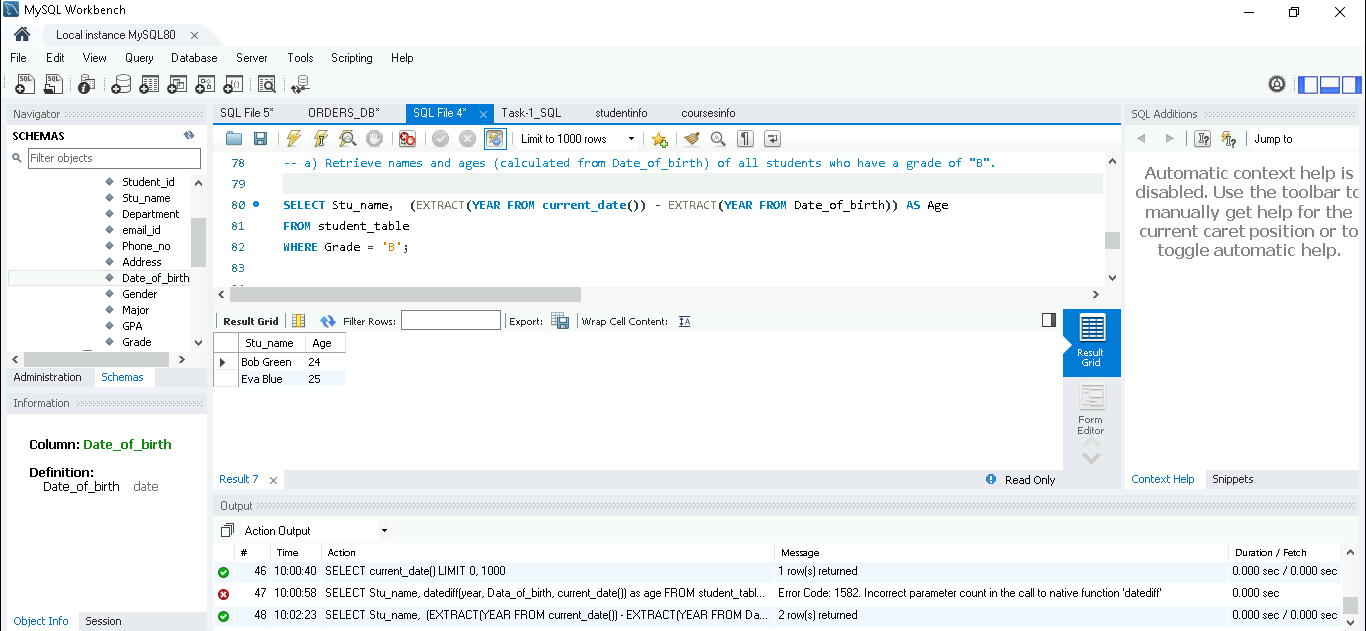 MySQL Workbench
Local instance MySQL80
File Edit View Query Database Server Tools Scripting Help
Navigator
SCHEMAS
Filter objects
Student_id
Stu_name
Department
email_id
Phone_no
Address
Date_of_birth
Gender
Major
GPA
Grade
Administration Schemas
Information
Column: Date_of_birth
Definition:
Date_of_birth date
Object Info Session
SQL File 5* ORDERS_DB* SQL File 4* Task-1_SQL studentinfo coursesinfo
Limit to 1000 rows
78 -- a) Retrieve names and ages (calculated from Date_of_birth) of all students who have a grade of "B".
79
80 SELECT Stu_name, (EXTRACT(YEAR FROM current_date()) - EXTRACT(YEAR FROM Date_of_birth)) AS Age
81 FROM student_table
82 WHERE Grade = 'B';
83
Result Grid Filter Rows: Export: Wrap Cell Content:
Stu_name Age
Bob Green 24
Eva Blue 25
Result Grid
Form Editor
Result 7 Read Only
Output
Action Output
# Time Action Message Duration / Fetch
46 10:00:40 SELECT current_date() LIMIT 0, 1000 1 row(s) returned 0.000 sec / 0.000 sec
47 10:00:58 SELECT Stu_name, datediff(year, Data_of_birth, current_date()) as age FROM student_tabl... Error Code: 1582. Incorrect parameter count in the call to native function 'datediff' 0.000 sec
48 10:02:23 SELECT Stu_name, (EXTRACT(YEAR FROM current_date()) - EXTRACT(YEAR FROM Da... 2 row(s) returned 0.000 sec / 0.000 sec
SQL Additions
Jump to
Automatic context help is
disabled. Use the toolbar to
manually get help for the
current caret position or to
toggle automatic help.
Context Help Snippets